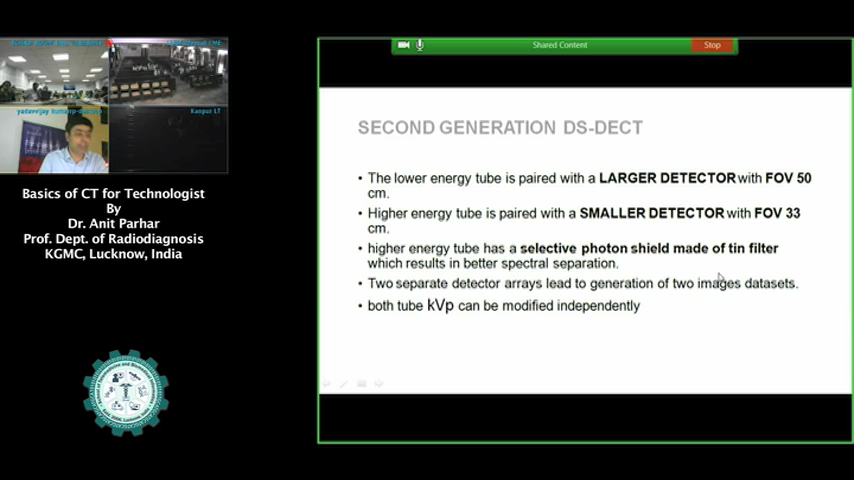 Shared Content
Stop
yadavvijay
Kanpur LT
Basics of CT for Technologist
By
Dr. Anit Parhar
Prof. Dept. of Radiodiagnosis
KGMC, Lucknow, India
SECOND GENERATION DS-DECT
• The lower energy tube is paired with a LARGER DETECTOR with FOV 50
cm.
• Higher energy tube is paired with a SMALLER DETECTOR with FOV 33
cm.
• higher energy tube has a selective photon shield made of tin filter
which results in better spectral separation.
• Two separate detector arrays lead to generation of two images datasets.
• both tube kVp can be modified independently